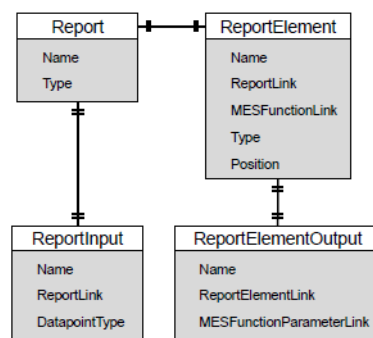 Report
Name
Type
ReportElement
Name
ReportLink
MESFunctionLink
Type
Position
ReportInput
Name
ReportLink
DatapointType
ReportElementOutput
Name
ReportElementLink
MESFunctionParameterLink